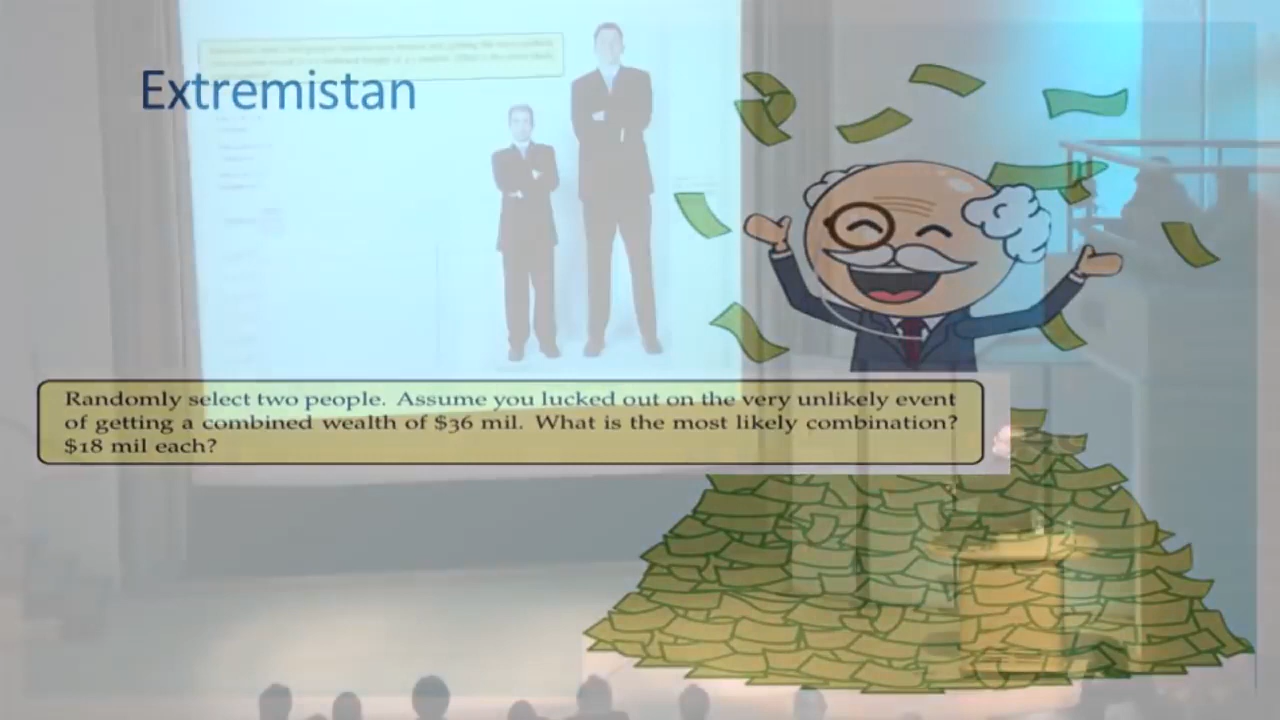 Extremistan
Randomly select two people. Assume you lucked out on the very unlikely event
of getting a combined wealth of $36 mil. What is the most likely combination?
$18 mil each?